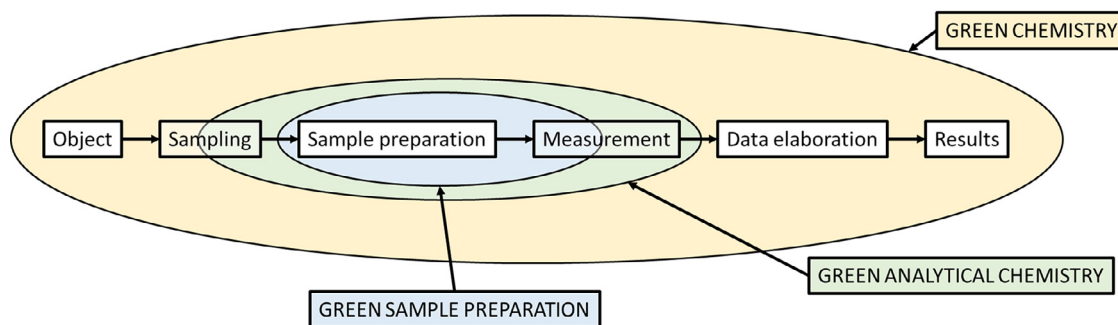 GREEN CHEMISTRY
Object
Sampling
Sample preparation
Measurement
Data elaboration
Results
GREEN ANALYTICAL CHEMISTRY
GREEN SAMPLE PREPARATION